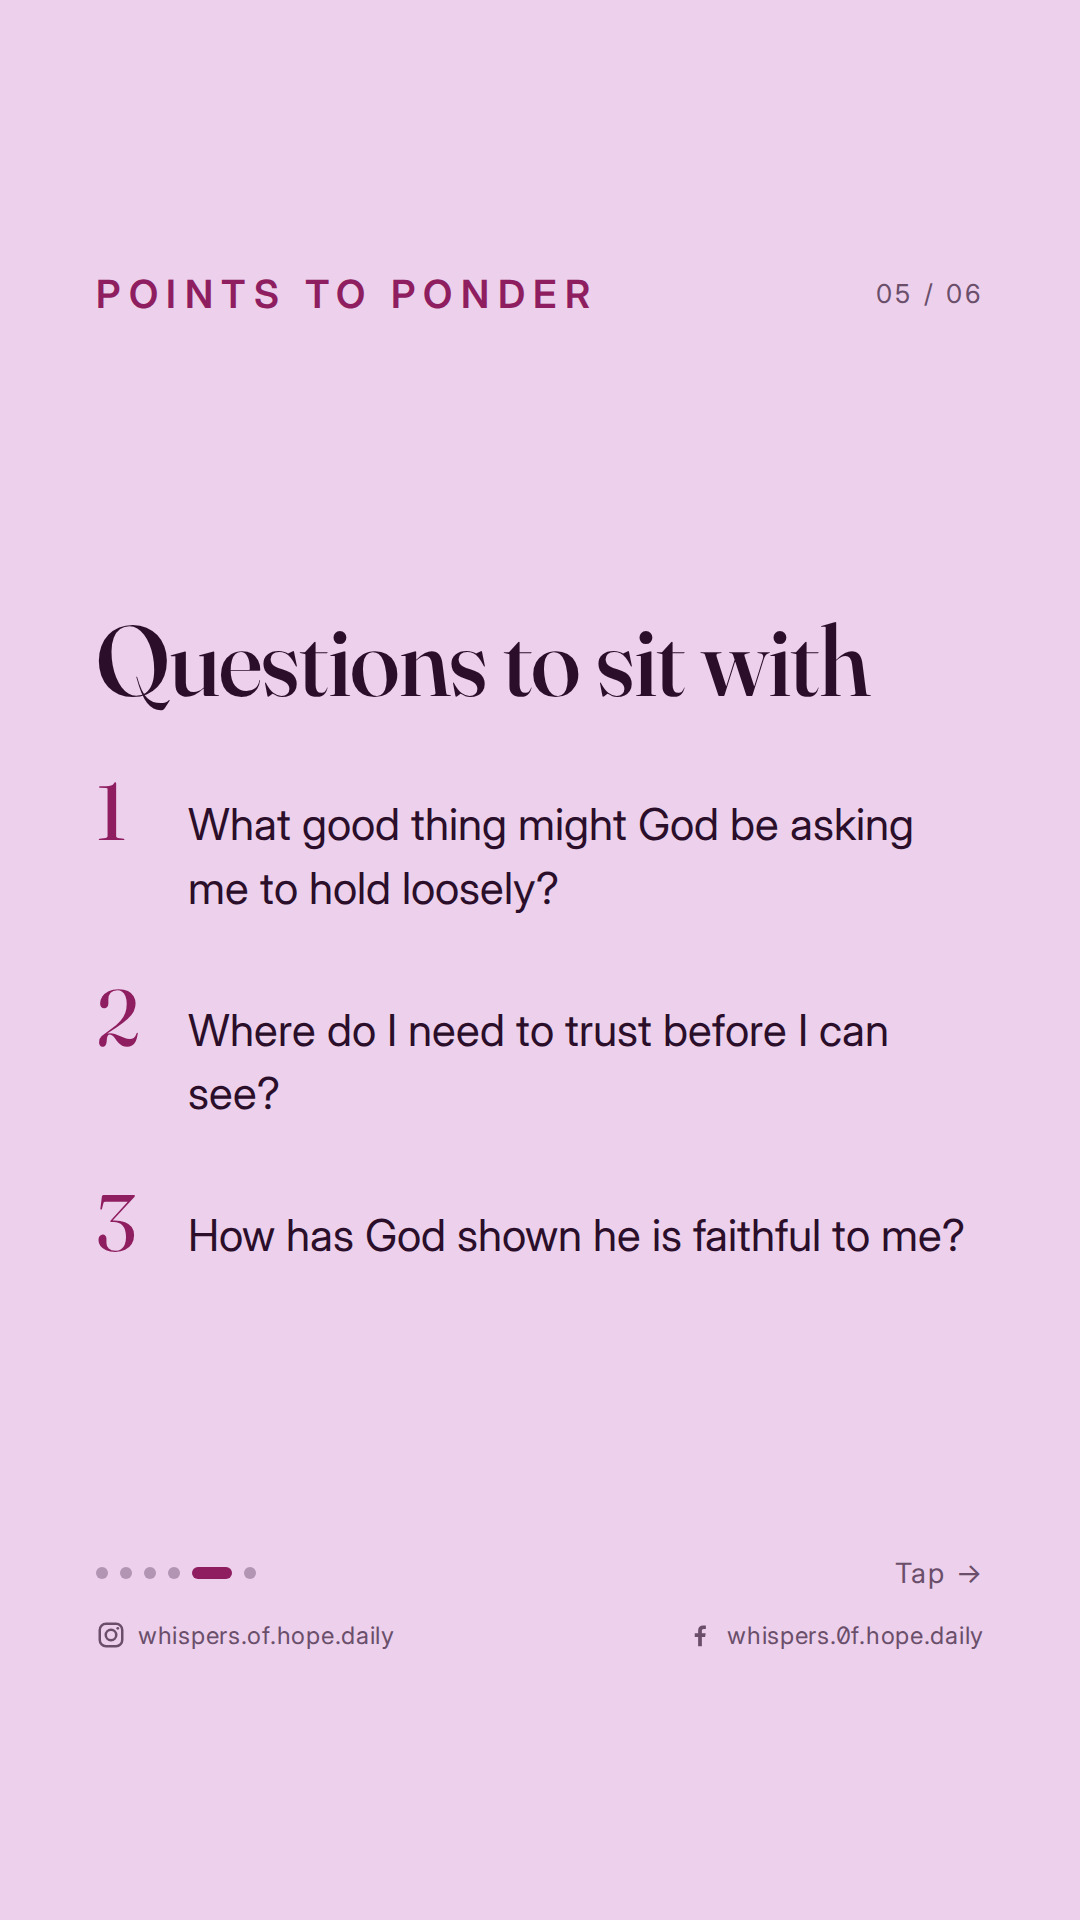 POINTS TO PONDER
05 / 06
Questions to sit with
1 What good thing might God be asking
me to hold loosely?
2 Where do I need to trust before I can
see?
3 How has God shown he is faithful to me?
Tap →
whispers.of.hope.daily
whispers.0f.hope.daily